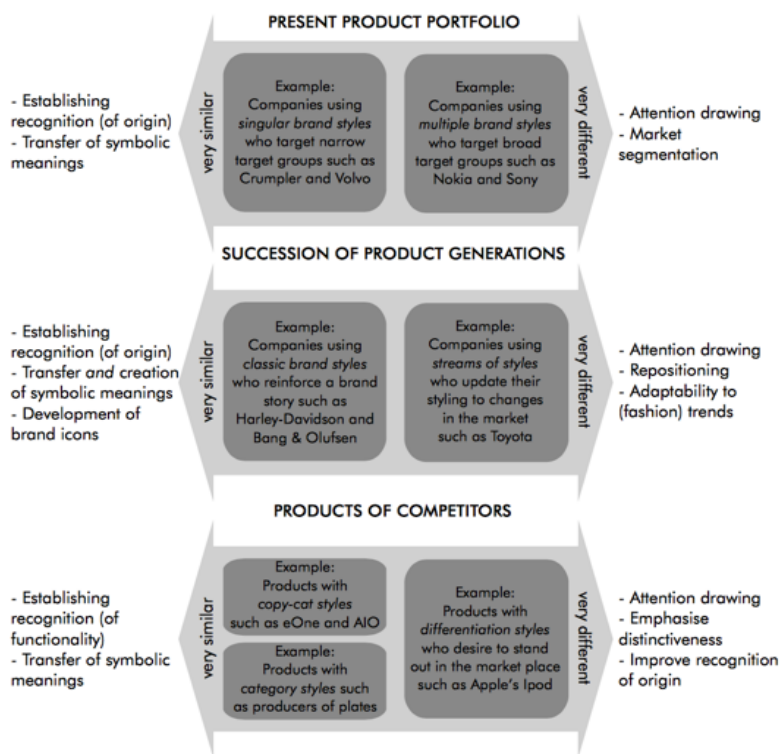 PRESENT PRODUCT PORTFOLIO
- Establishing
recognition (of origin)
- Transfer of symbolic
meanings
very similar
Example:
Companies using
singular brand styles
who target narrow
target groups such as
Crumpler and Volvo
Example:
Companies using
multiple brand styles
who target broad
target groups such as
Nokia and Sony
very different
- Attention drawing
- Market
segmentation
SUCCESSION OF PRODUCT GENERATIONS
- Establishing
recognition (of origin)
- Transfer and creation
of symbolic meanings
- Development of
brand icons
very similar
Example:
Companies using
classic brand styles
who reinforce a brand
story such as
Harley-Davidson and
Bang & Olufsen
Example:
Companies using
streams of styles
who update their
styling to changes
in the market
such as Toyota
very different
- Attention drawing
- Repositioning
- Adaptability to
(fashion) trends
PRODUCTS OF COMPETITORS
- Establishing
recognition (of
functionality)
- Transfer of symbolic
meanings
very similar
Example:
Products with
copy-cat styles
such as eOne and AIO
Example:
Products with
category styles such
as producers of plates
Example:
Products with
differentiation styles
who desire to stand
out in the market place
such as Apple's Ipod
very different
- Attention drawing
- Emphasise
distinctiveness
- Improve recognition
of origin